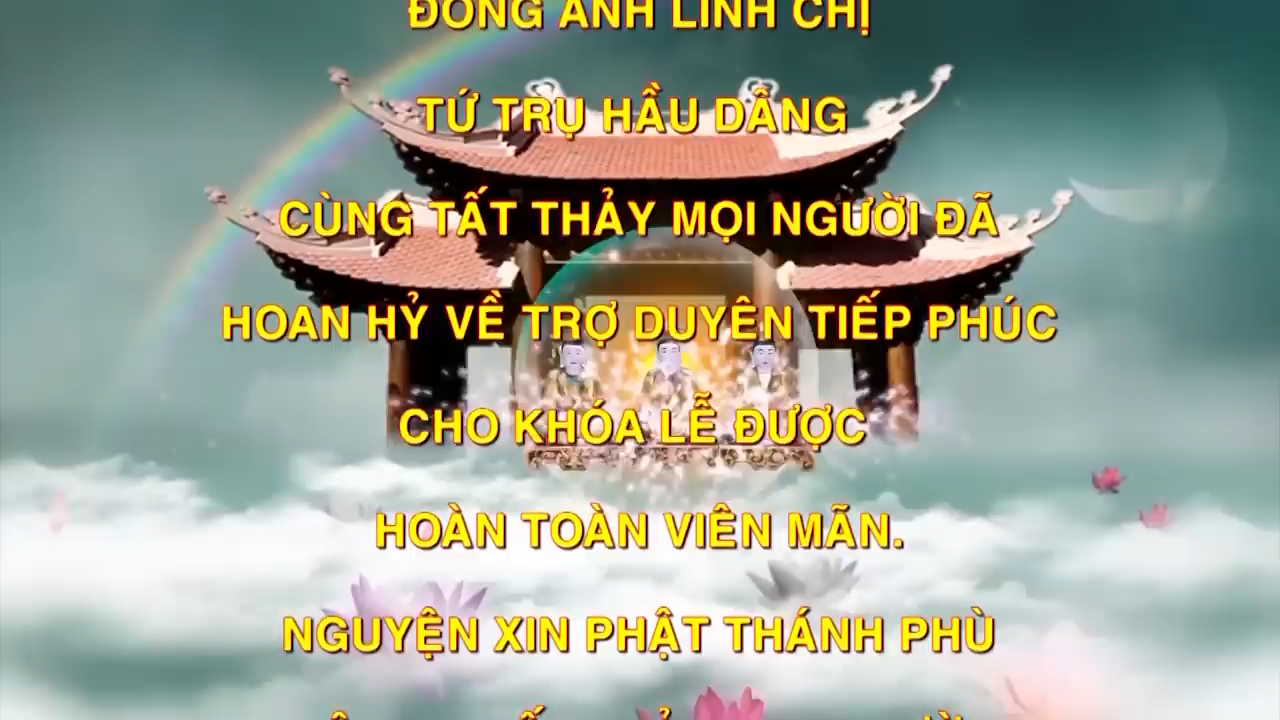 ĐỒNG ANH LINH CHỊ
TỨ TRỤ HẦU DÂNG
CÙNG TẤT THẢY MỌI NGƯỜI ĐÃ
HOAN HỶ VỀ TRỢ DUYÊN TIẾP PHÚC
CHO KHÓA LỄ ĐƯỢC
HOÀN TOÀN VIÊN MÃN.
NGUYỆN XIN PHẬT THÁNH PHÙ